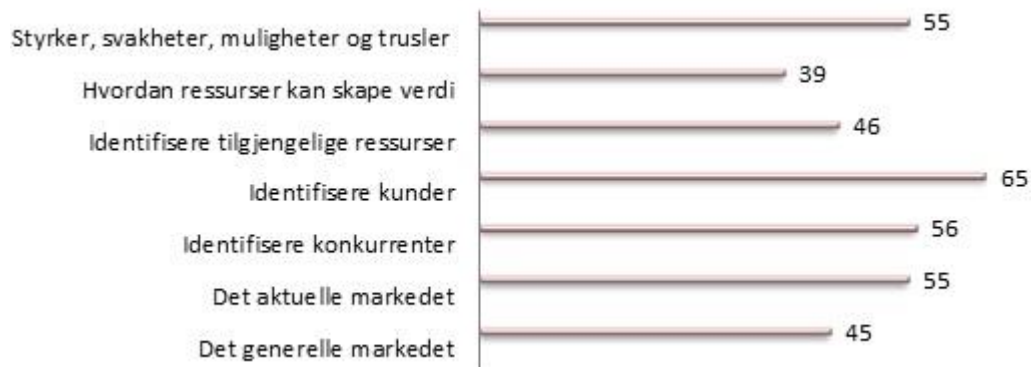 Styrker, svakheter, muligheter og trusler 55
Hvordan ressurser kan skape verdi 39
Identifisere tilgjengelige ressurser 46
Identifisere kunder 65
Identifisere konkurrenter 56
Det aktuelle markedet 55
Det generelle markedet 45